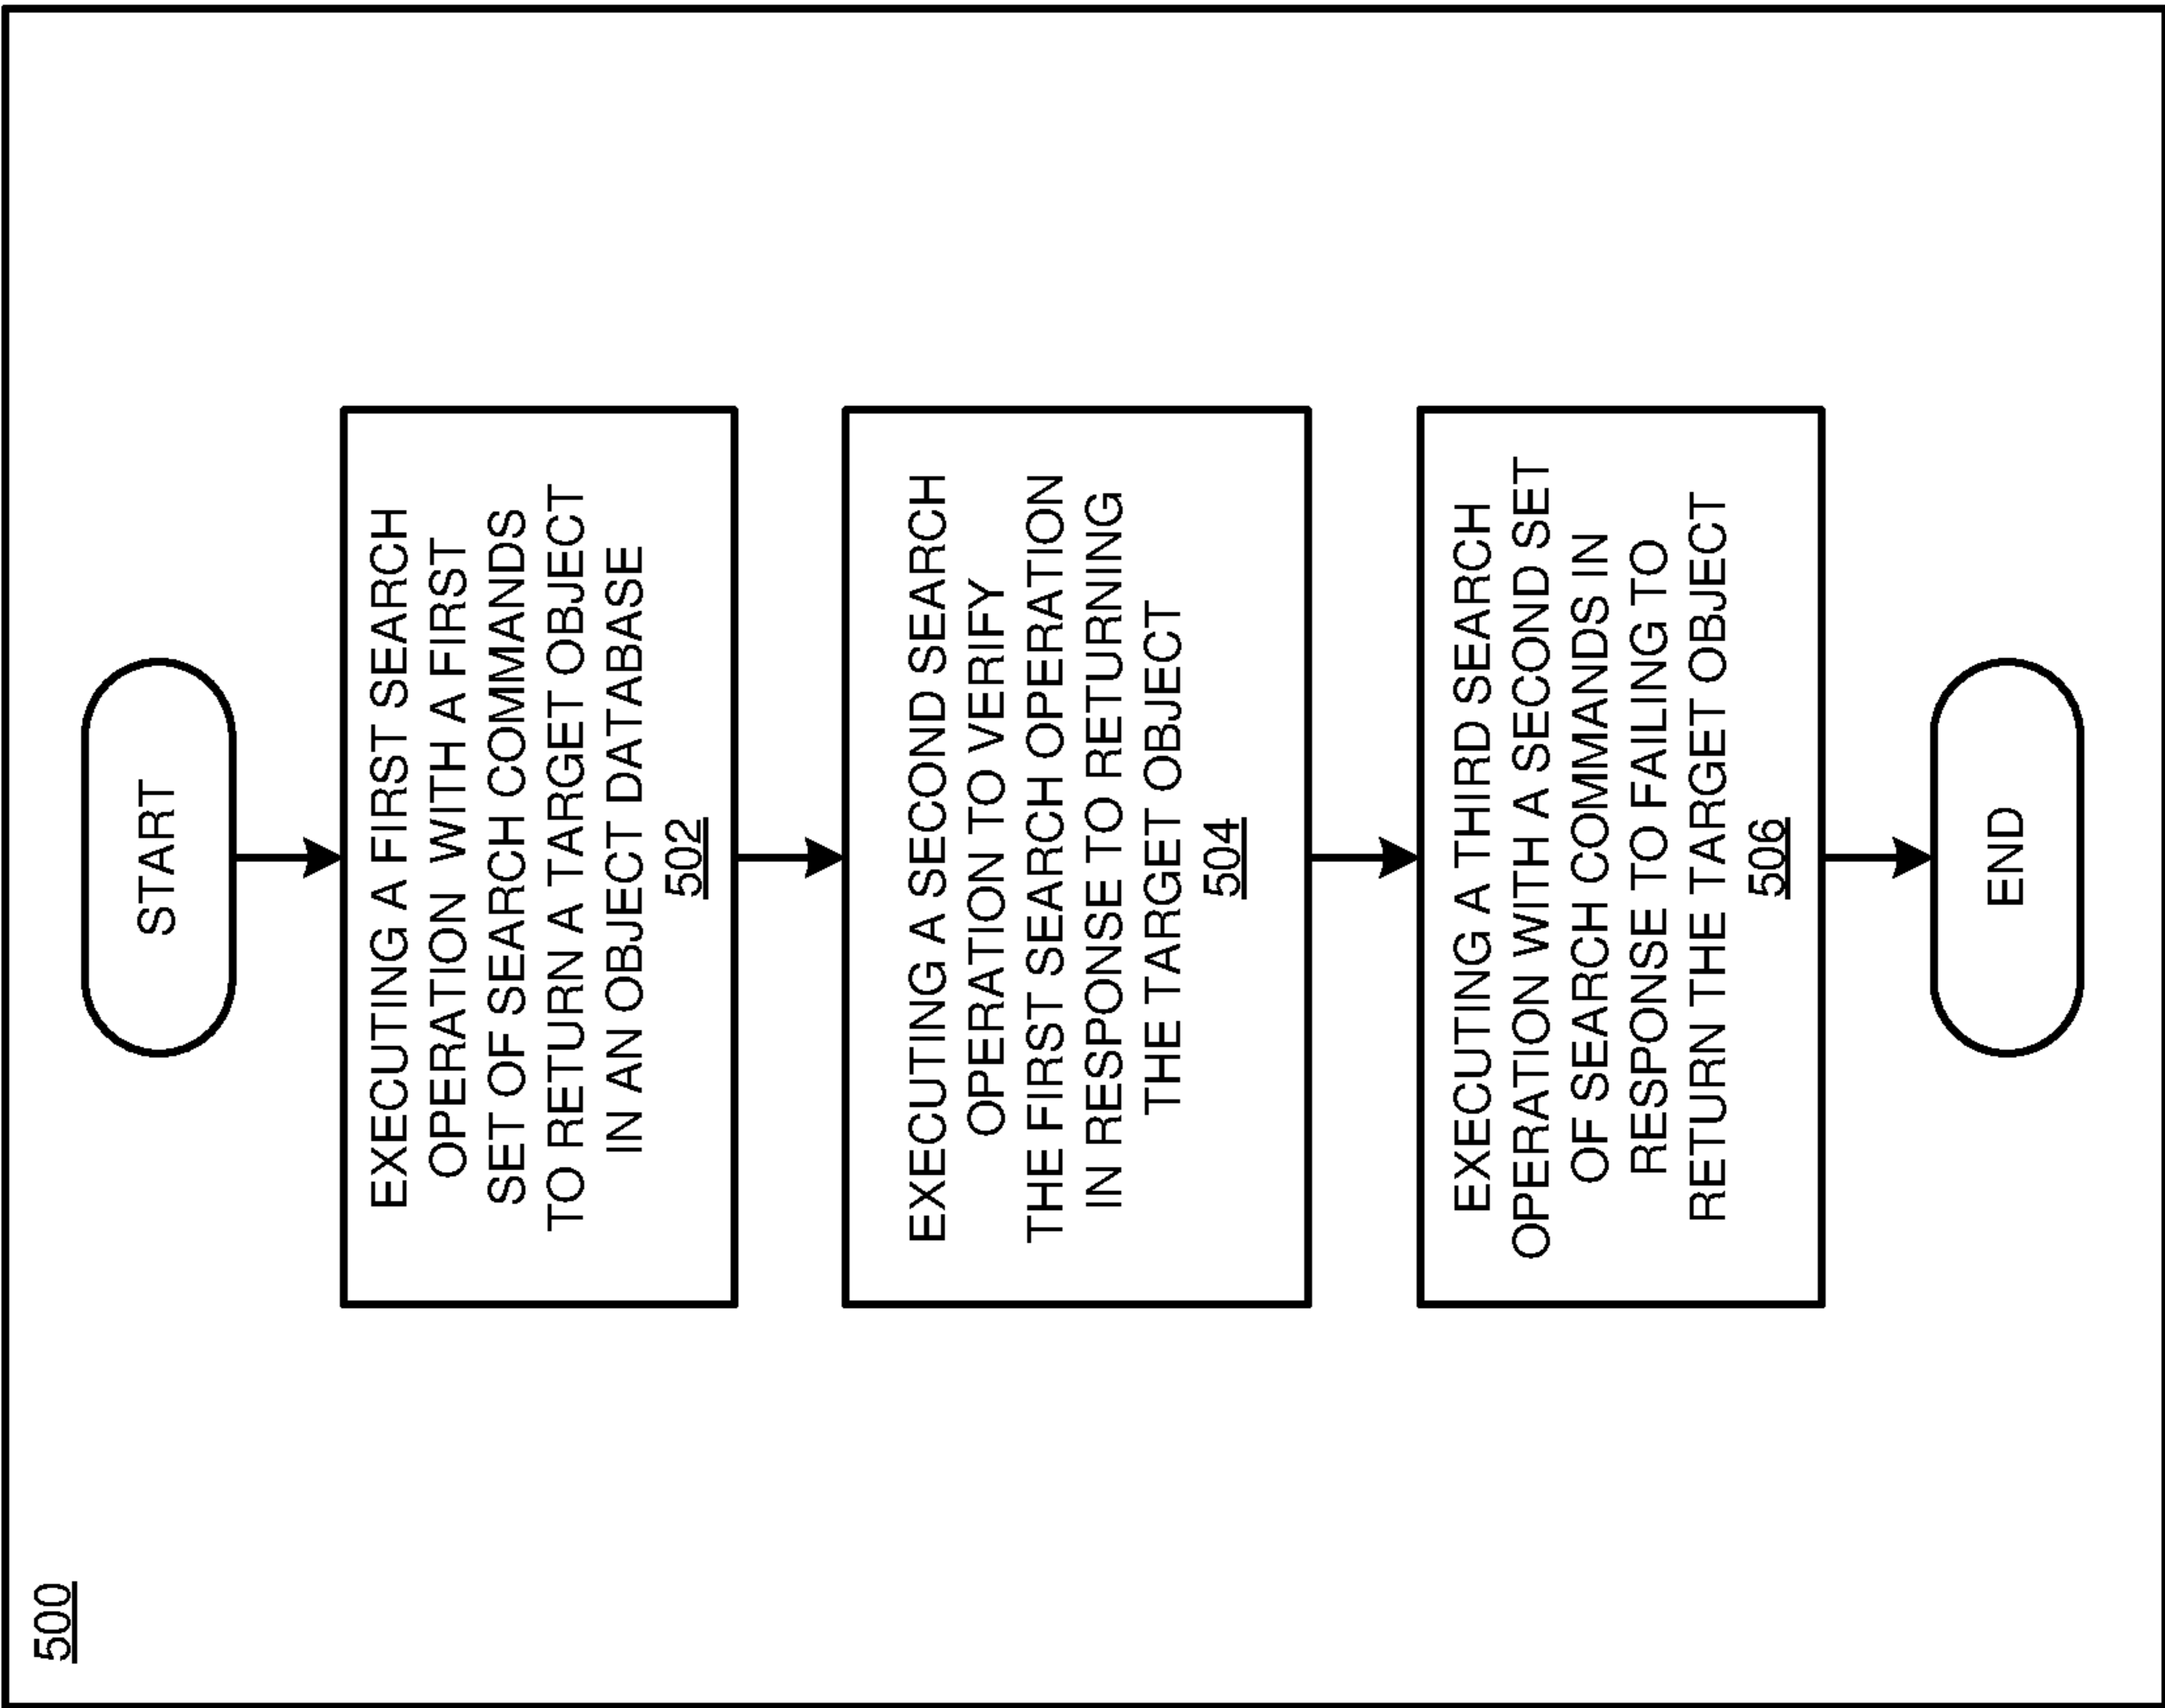 500
START
EXECUTING A FIRST SEARCH
OPERATION WITH A FIRST
SET OF SEARCH COMMANDS
TO RETURN A TARGET OBJECT
IN AN OBJECT DATABASE
502
EXECUTING A SECOND SEARCH
OPERATION TO VERIFY
THE FIRST SEARCH OPERATION
IN RESPONSE TO RETURNING
THE TARGET OBJECT
504
EXECUTING A THIRD SEARCH
OPERATION WITH A SECOND SET
OF SEARCH COMMANDS IN
RESPONSE TO FAILING TO
RETURN THE TARGET OBJECT
506
END